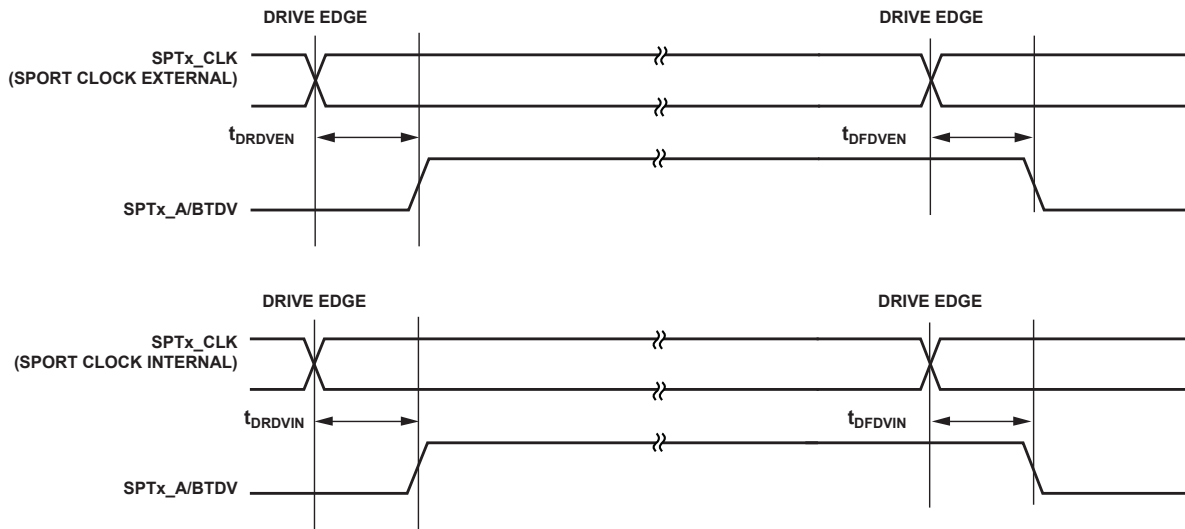 DRIVE EDGE DRIVE EDGE
SPTx_CLK
(SPORT CLOCK EXTERNAL)
tDRDVEN tDFDVEN
SPTx_A/BTDV
DRIVE EDGE DRIVE EDGE
SPTx_CLK
(SPORT CLOCK INTERNAL)
tDRDVIN tDFDVIN
SPTx_A/BTDV